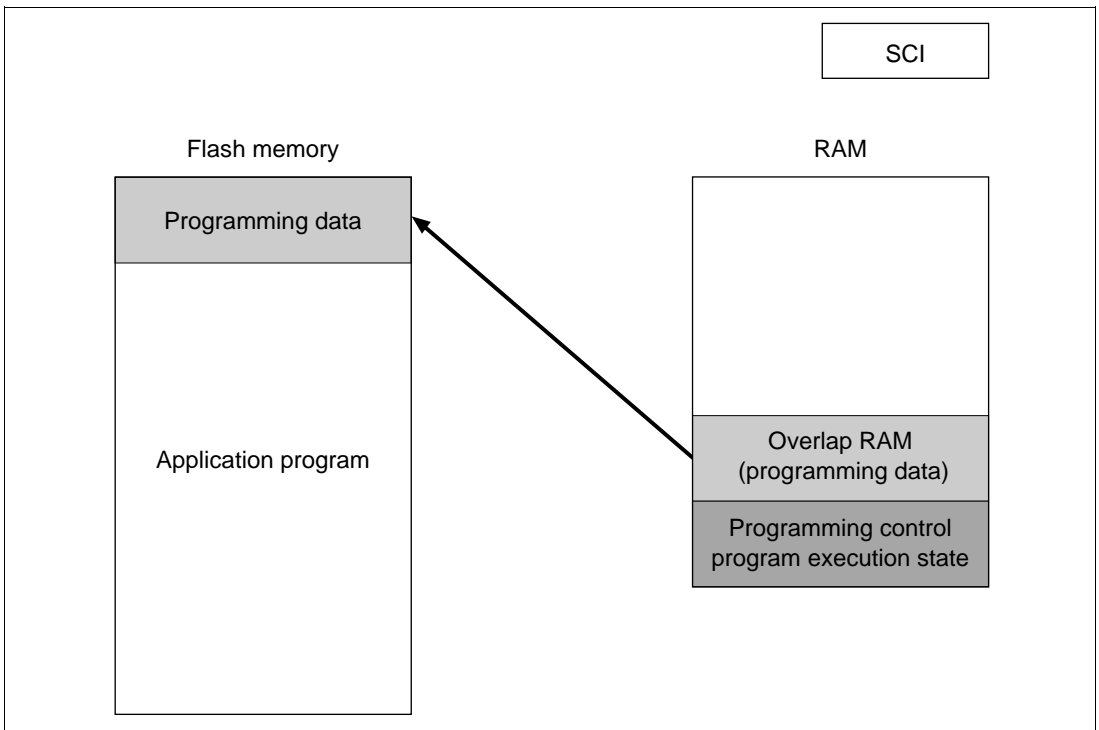 SCI
Flash memory
RAM
Programming data
Application program
Overlap RAM
(programming data)
Programming control
program execution state